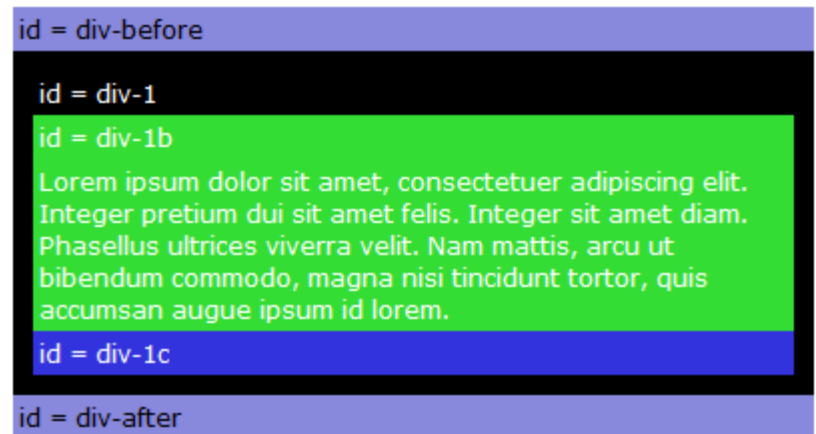 id = div-before
id = div-1
id = div-1b
Lorem ipsum dolor sit amet, consectetuer adipiscing elit.
Integer pretium dui sit amet felis. Integer sit amet diam.
Phasellus ultrices viverra velit. Nam mattis, arcu ut
bibendum commodo, magna nisi tincidunt tortor, quis
accumsan augue ipsum id lorem.
id = div-1c
id = div-after